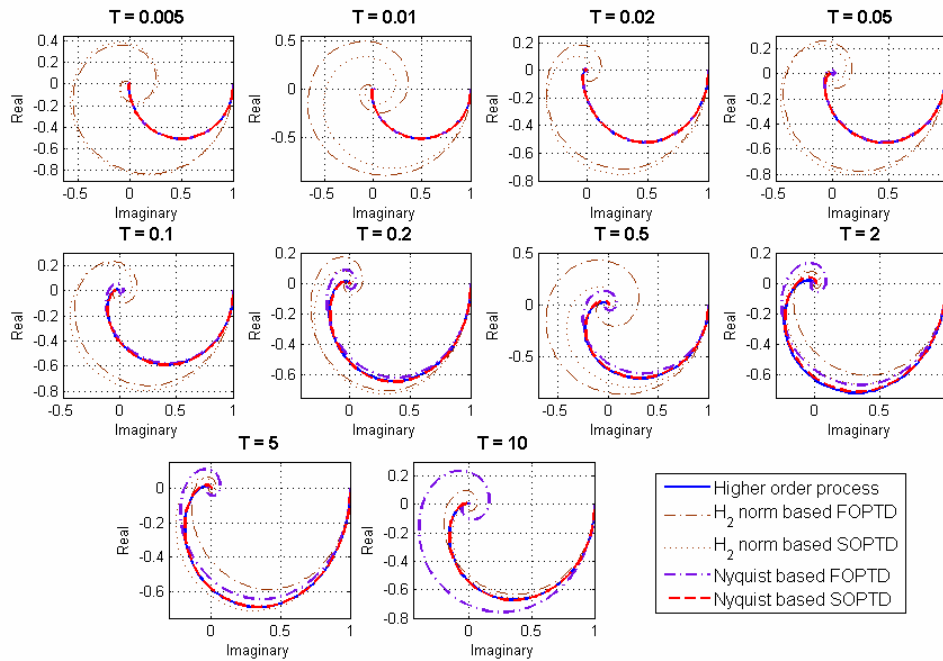 T = 0.005
T = 0.01
T = 0.02
T = 0.05
0.4
0.2
0
-0.2
-0.4
-0.6
-0.8
Real
0
0.5
1
Imaginary
0.5
0
-0.5
Real
-0.5
0
0.5
1
Imaginary
0.2
0
-0.2
-0.4
-0.6
-0.8
Real
0
0.5
1
Imaginary
0.2
0
-0.2
-0.4
-0.6
-0.8
Real
-0.5
0
0.5
1
Imaginary
T = 0.1
T = 0.2
T = 0.5
T = 2
0.2
0
-0.2
-0.4
-0.6
-0.8
Real
-0.5
0
0.5
1
Imaginary
0.2
0
-0.2
-0.4
-0.6
Real
0
0.5
1
Imaginary
0.5
0
-0.5
Real
-0.5
0
0.5
1
Imaginary
0.2
0
-0.2
-0.4
-0.6
Real
0
0.5
1
Imaginary
T = 5
T = 10
0
-0.2
-0.4
-0.6
Real
0
0.5
1
Imaginary
0.2
0
-0.2
-0.4
-0.6
-0.8
Real
0
0.5
1
Imaginary
Higher order process
H2 norm based FOPTD
H2 norm based SOPTD
Nyquist based FOPTD
Nyquist based SOPTD